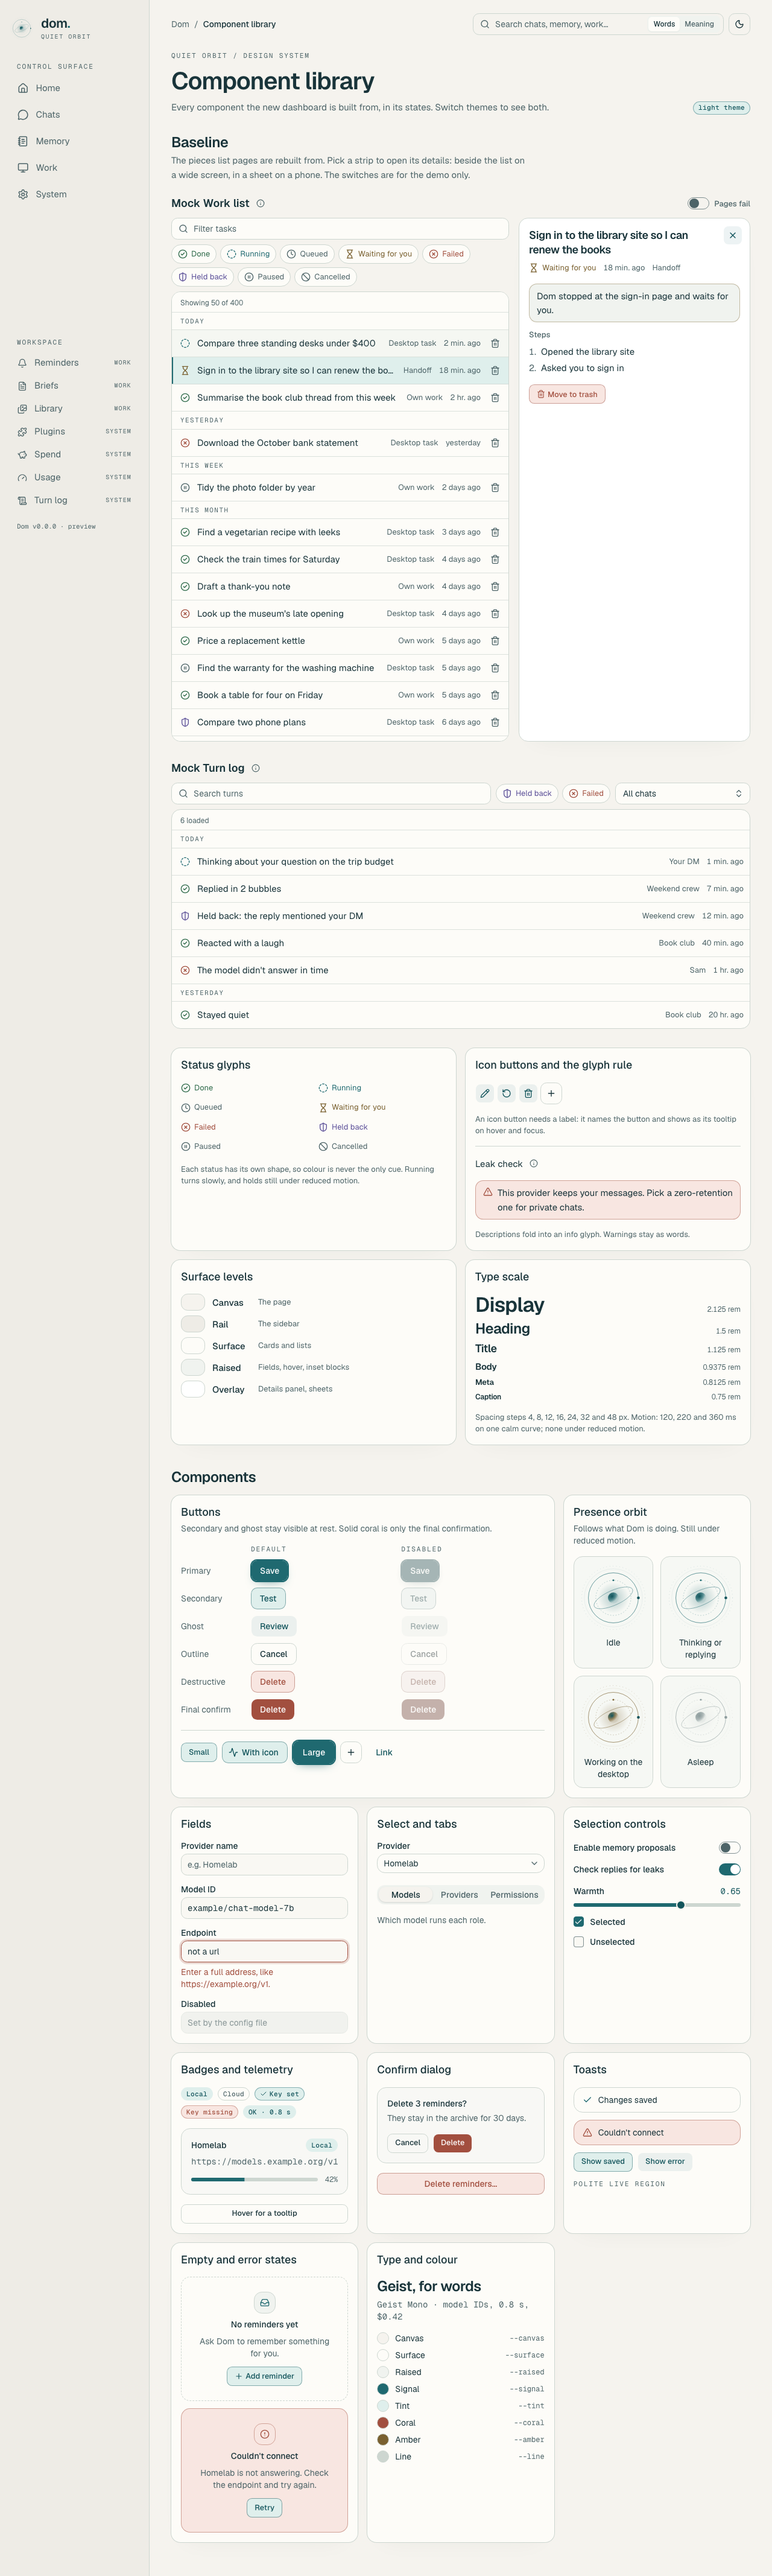 dom.
QUIET ORBIT
CONTROL SURFACE
Home
Chats
Memory
Work
System
WORKSPACE
Reminders WORK
Briefs WORK
Library WORK
Plugins SYSTEM
Spend SYSTEM
Usage SYSTEM
Turn log SYSTEM
Dom v0.0.0 · preview
Dom / Component library
Search chats, memory, work... Words Meaning
QUIET ORBIT / DESIGN SYSTEM
Component library
Every component the new dashboard is built from, in its states. Switch themes to see both.
light theme
Baseline
The pieces list pages are rebuilt from. Pick a strip to open its details: beside the list on
a wide screen, in a sheet on a phone. The switches are for the demo only.
Mock Work list
Pages fail
Filter tasks
Done Running Queued Waiting for you Failed
Held back Paused Cancelled
Showing 50 of 400
TODAY
Compare three standing desks under $400 Desktop task 2 min. ago
Sign in to the library site so I can renew the bo... Handoff 18 min. ago
Summarise the book club thread from this week Own work 2 hr. ago
YESTERDAY
Download the October bank statement Desktop task yesterday
THIS WEEK
Tidy the photo folder by year Own work 2 days ago
THIS MONTH
Find a vegetarian recipe with leeks Desktop task 3 days ago
Check the train times for Saturday Desktop task 4 days ago
Draft a thank-you note Own work 4 days ago
Look up the museum's late opening Desktop task 4 days ago
Price a replacement kettle Own work 5 days ago
Find the warranty for the washing machine Desktop task 5 days ago
Book a table for four on Friday Own work 5 days ago
Compare two phone plans Desktop task 6 days ago
Sign in to the library site so I can
renew the books
Waiting for you 18 min. ago Handoff
Dom stopped at the sign-in page and waits for
you.
Steps
1. Opened the library site
2. Asked you to sign in
Move to trash
Mock Turn log
Search turns
Held back Failed All chats
6 loaded
TODAY
Thinking about your question on the trip budget Your DM 1 min. ago
Replied in 2 bubbles Weekend crew 7 min. ago
Held back: the reply mentioned your DM Weekend crew 12 min. ago
Reacted with a laugh Book club 40 min. ago
The model didn't answer in time Sam 1 hr. ago
YESTERDAY
Stayed quiet Book club 20 hr. ago
Status glyphs
Done Running
Queued Waiting for you
Failed Held back
Paused Cancelled
Each status has its own shape, so colour is never the only cue. Running
turns slowly, and holds still under reduced motion.
Icon buttons and the glyph rule
An icon button needs a label: it names the button and shows as its tooltip
on hover and focus.
Leak check
This provider keeps your messages. Pick a zero-retention
one for private chats.
Descriptions fold into an info glyph. Warnings stay as words.
Surface levels
Canvas The page
Rail The sidebar
Surface Cards and lists
Raised Fields, hover, inset blocks
Overlay Details panel, sheets
Type scale
Display 2.125 rem
Heading 1.5 rem
Title 1.125 rem
Body 0.9375 rem
Meta 0.8125 rem
Caption 0.75 rem
Spacing steps 4, 8, 12, 16, 24, 32 and 48 px. Motion: 120, 220 and 360 ms
on one calm curve; none under reduced motion.
Components
Buttons
Secondary and ghost stay visible at rest. Solid coral is only the final confirmation.
DEFAULT DISABLED
Primary Save Save
Secondary Test Test
Ghost Review Review
Outline Cancel Cancel
Destructive Delete Delete
Final confirm Delete Delete
Small With icon Large Link
Presence orbit
Follows what Dom is doing. Still under
reduced motion.
Idle
Thinking or
replying
Working on the
desktop
Asleep
Fields
Provider name
e.g. Homelab
Model ID
example/chat-model-7b
Endpoint
not a url
Enter a full address, like
https://example.org/v1.
Disabled
Set by the config file
Select and tabs
Provider
Homelab
Models Providers Permissions
Which model runs each role.
Selection controls
Enable memory proposals
Check replies for leaks
Warmth 0.65
Selected
Unselected
Badges and telemetry
Local Cloud Key set
Key missing OK · 0.8 s
Homelab Local
https://models.example.org/v1
42%
Hover for a tooltip
Confirm dialog
Delete 3 reminders?
They stay in the archive for 30 days.
Cancel Delete
Delete reminders...
Toasts
Changes saved
Couldn't connect
Show saved Show error
POLITE LIVE REGION
Empty and error states
No reminders yet
Ask Dom to remember something
for you.
Add reminder
Couldn't connect
Homelab is not answering. Check
the endpoint and try again.
Retry
Type and colour
Geist, for words
Geist Mono · model IDs, 0.8 s,
$0.42
Canvas --canvas
Surface --surface
Raised --raised
Signal --signal
Tint --tint
Coral --coral
Amber --amber
Line --line